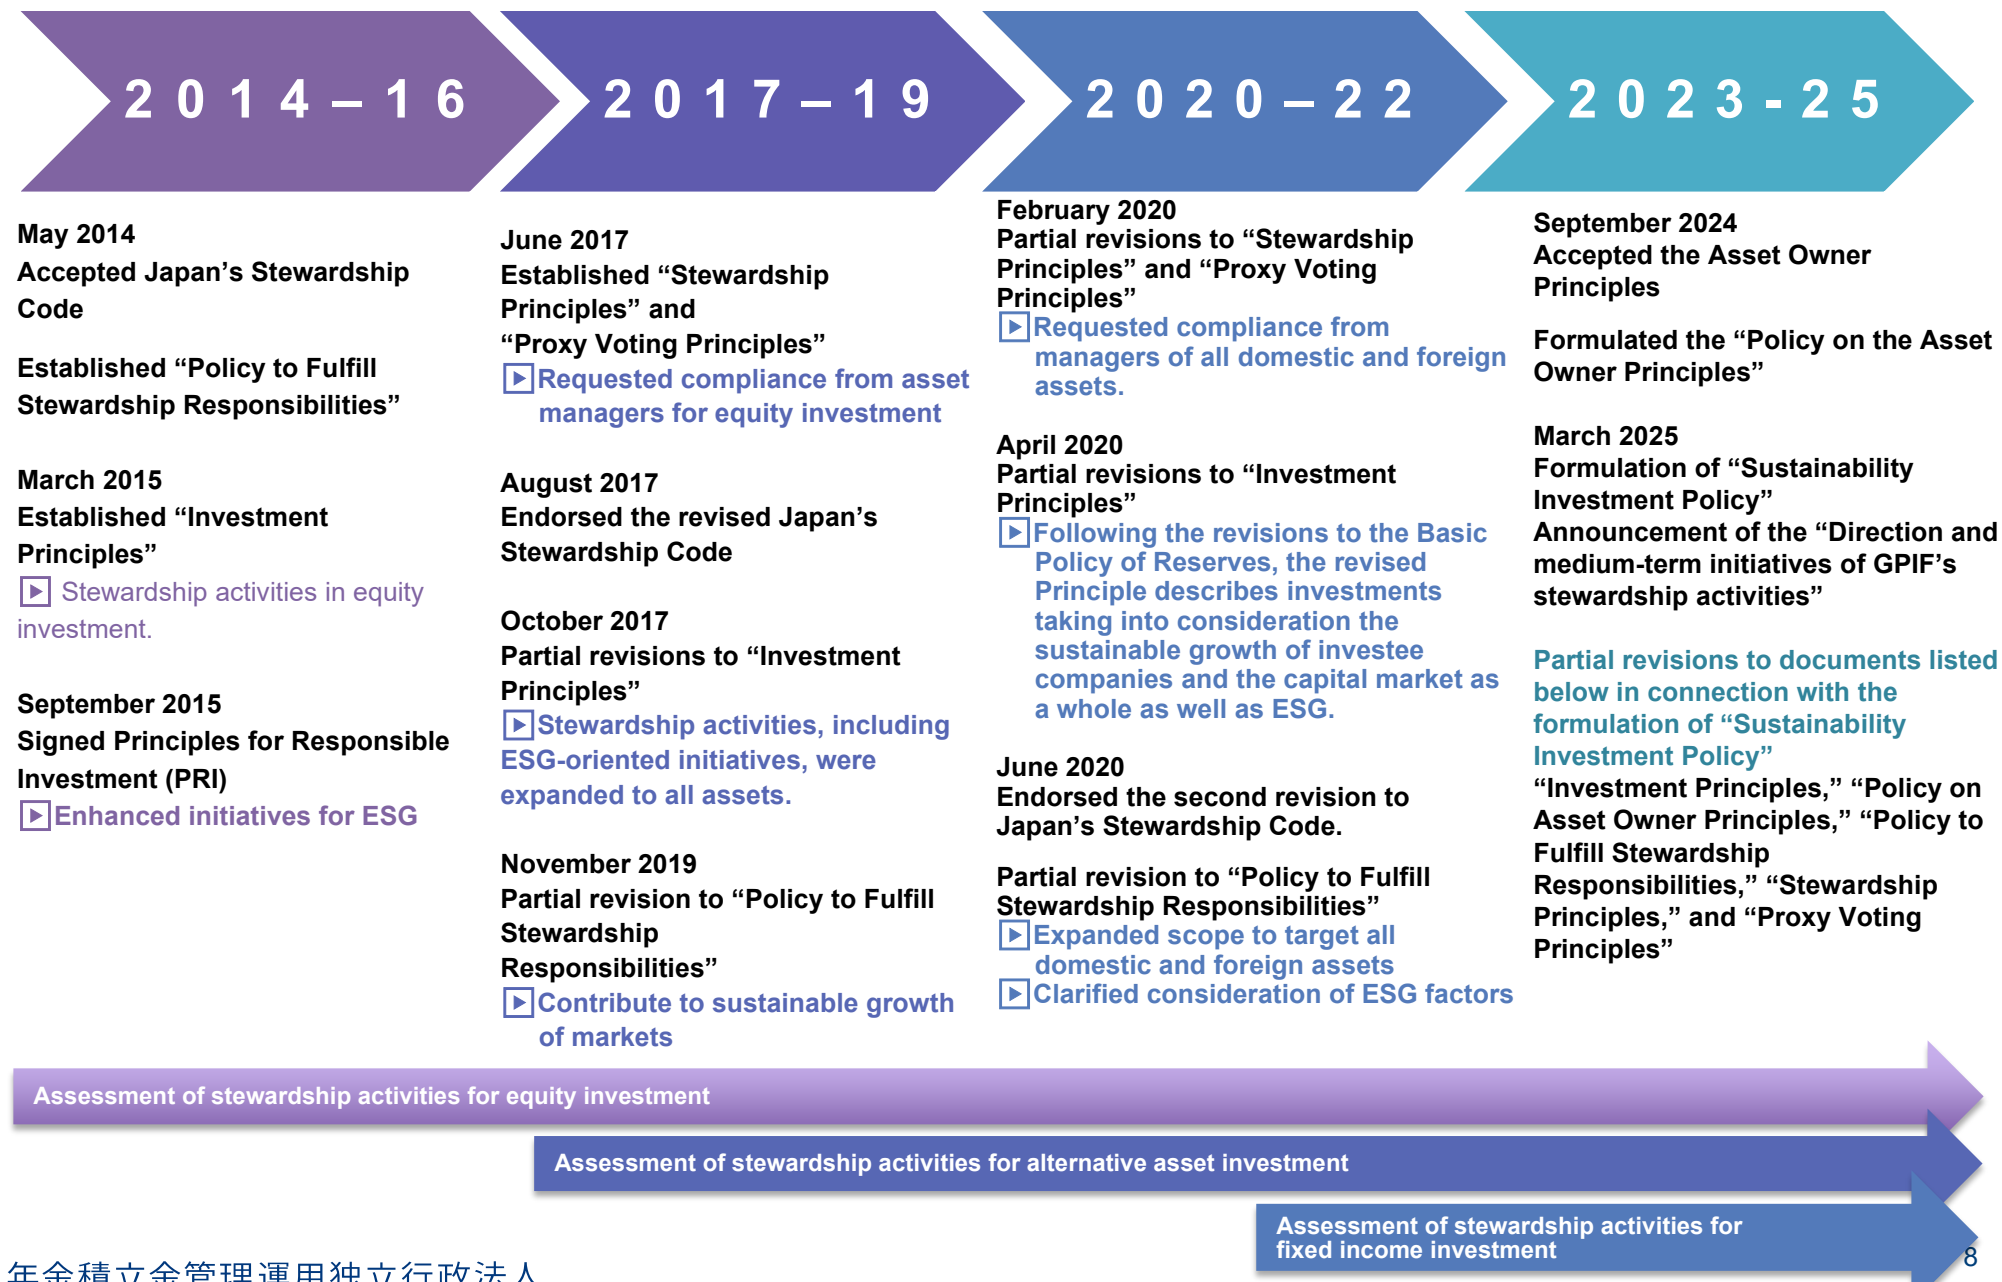 2014–16
2017–19
2020–22
2023-25
May 2014
Accepted Japan’s Stewardship
Code
Established “Policy to Fulfill
Stewardship Responsibilities”
March 2015
Established “Investment
Principles”
Stewardship activities in equity
investment.
September 2015
Signed Principles for Responsible
Investment (PRI)
Enhanced initiatives for ESG
June 2017
Established “Stewardship
Principles” and
“Proxy Voting Principles”
Requested compliance from asset
managers for equity investment
August 2017
Endorsed the revised Japan’s
Stewardship Code
October 2017
Partial revisions to “Investment
Principles”
Stewardship activities, including
ESG-oriented initiatives, were
expanded to all assets.
November 2019
Partial revision to “Policy to Fulfill
Stewardship
Responsibilities”
Contribute to sustainable growth
of markets
February 2020
Partial revisions to “Stewardship
Principles” and “Proxy Voting
Principles”
Requested compliance from
managers of all domestic and foreign
assets.
April 2020
Partial revisions to “Investment
Principles”
Following the revisions to the Basic
Policy of Reserves, the revised
Principle describes investments
taking into consideration the
sustainable growth of investee
companies and the capital market as
a whole as well as ESG.
June 2020
Endorsed the second revision to
Japan’s Stewardship Code.
Partial revision to “Policy to Fulfill
Stewardship Responsibilities”
Expanded scope to target all
domestic and foreign assets
Clarified consideration of ESG factors
September 2024
Accepted the Asset Owner
Principles
Formulated the “Policy on the Asset
Owner Principles”
March 2025
Formulation of “Sustainability
Investment Policy”
Announcement of the “Direction and
medium-term initiatives of GPIF’s
stewardship activities”
Partial revisions to documents listed
below in connection with the
formulation of “Sustainability
Investment Policy”
“Investment Principles,” “Policy on
Asset Owner Principles,” “Policy to
Fulfill Stewardship
Responsibilities,” “Stewardship
Principles,” and “Proxy Voting
Principles”
Assessment of stewardship activities for equity investment
Assessment of stewardship activities for alternative asset investment
Assessment of stewardship activities for
fixed income investment
8
年金積立金管理運用独立行政法人